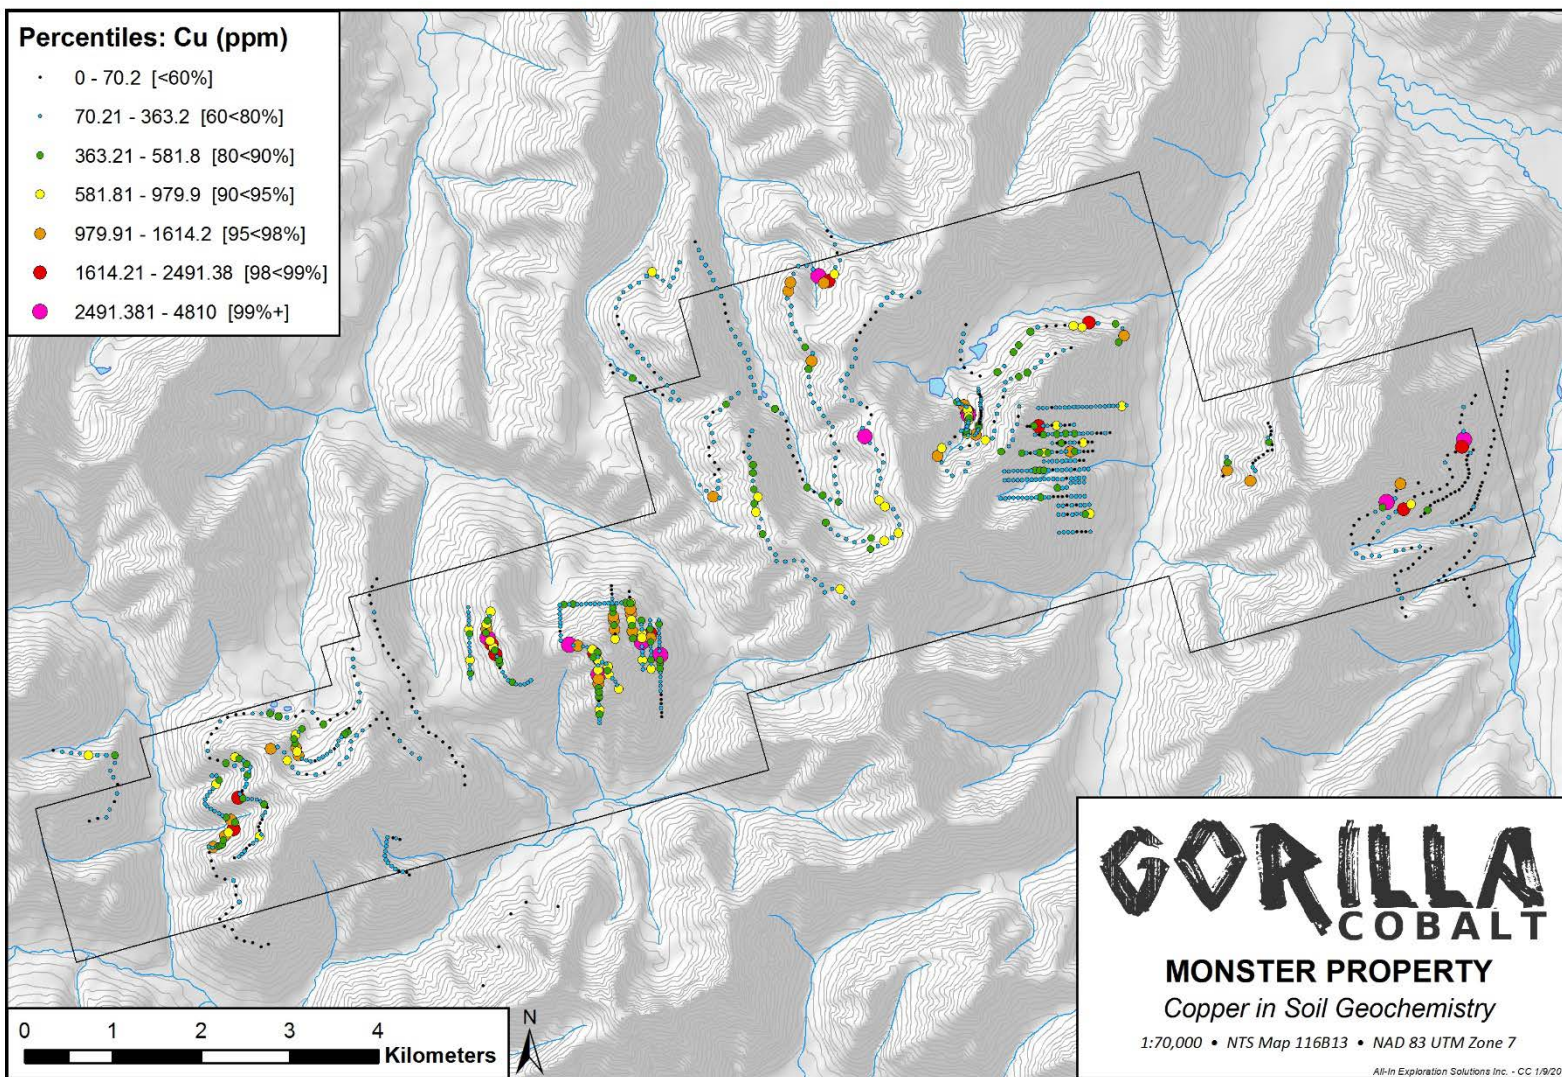 Percentiles: Cu (ppm)
0 - 70.2 [<60%]
70.21 - 363.2 [60<80%]
363.21 - 581.8 [80<90%]
581.81 - 979.9 [90<95%]
979.91 - 1614.2 [95<98%]
1614.21 - 2491.38 [98<99%]
2491.381 - 4810 [99%+]
0 1 2 3 4
Kilometers
N
GORILLA
COBALT
MONSTER PROPERTY
Copper in Soil Geochemistry
1:70,000 • NTS Map 116B13 • NAD 83 UTM Zone 7
All-In Exploration Solutions Inc. - CC 1/9/20